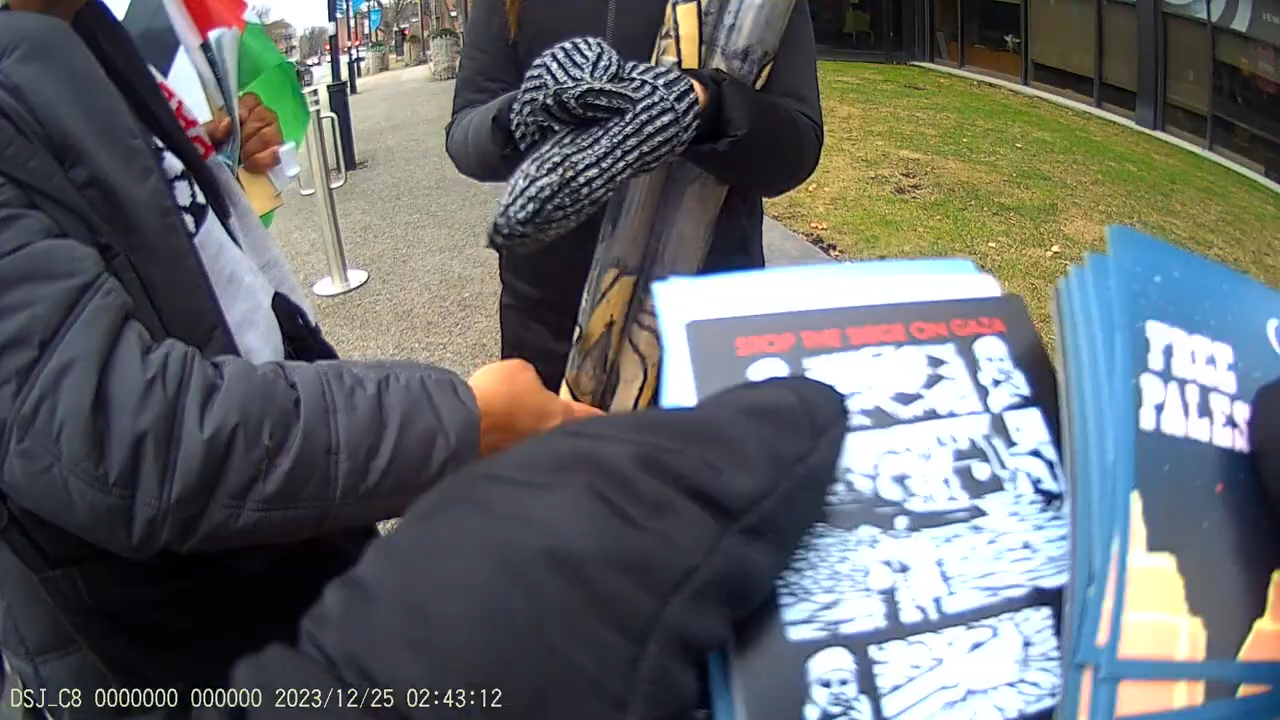 STOP THE SIEGE ON GAZA
FREE
PALES
DSJ_C8 0000000 000000 2023/12/25 02:43:12